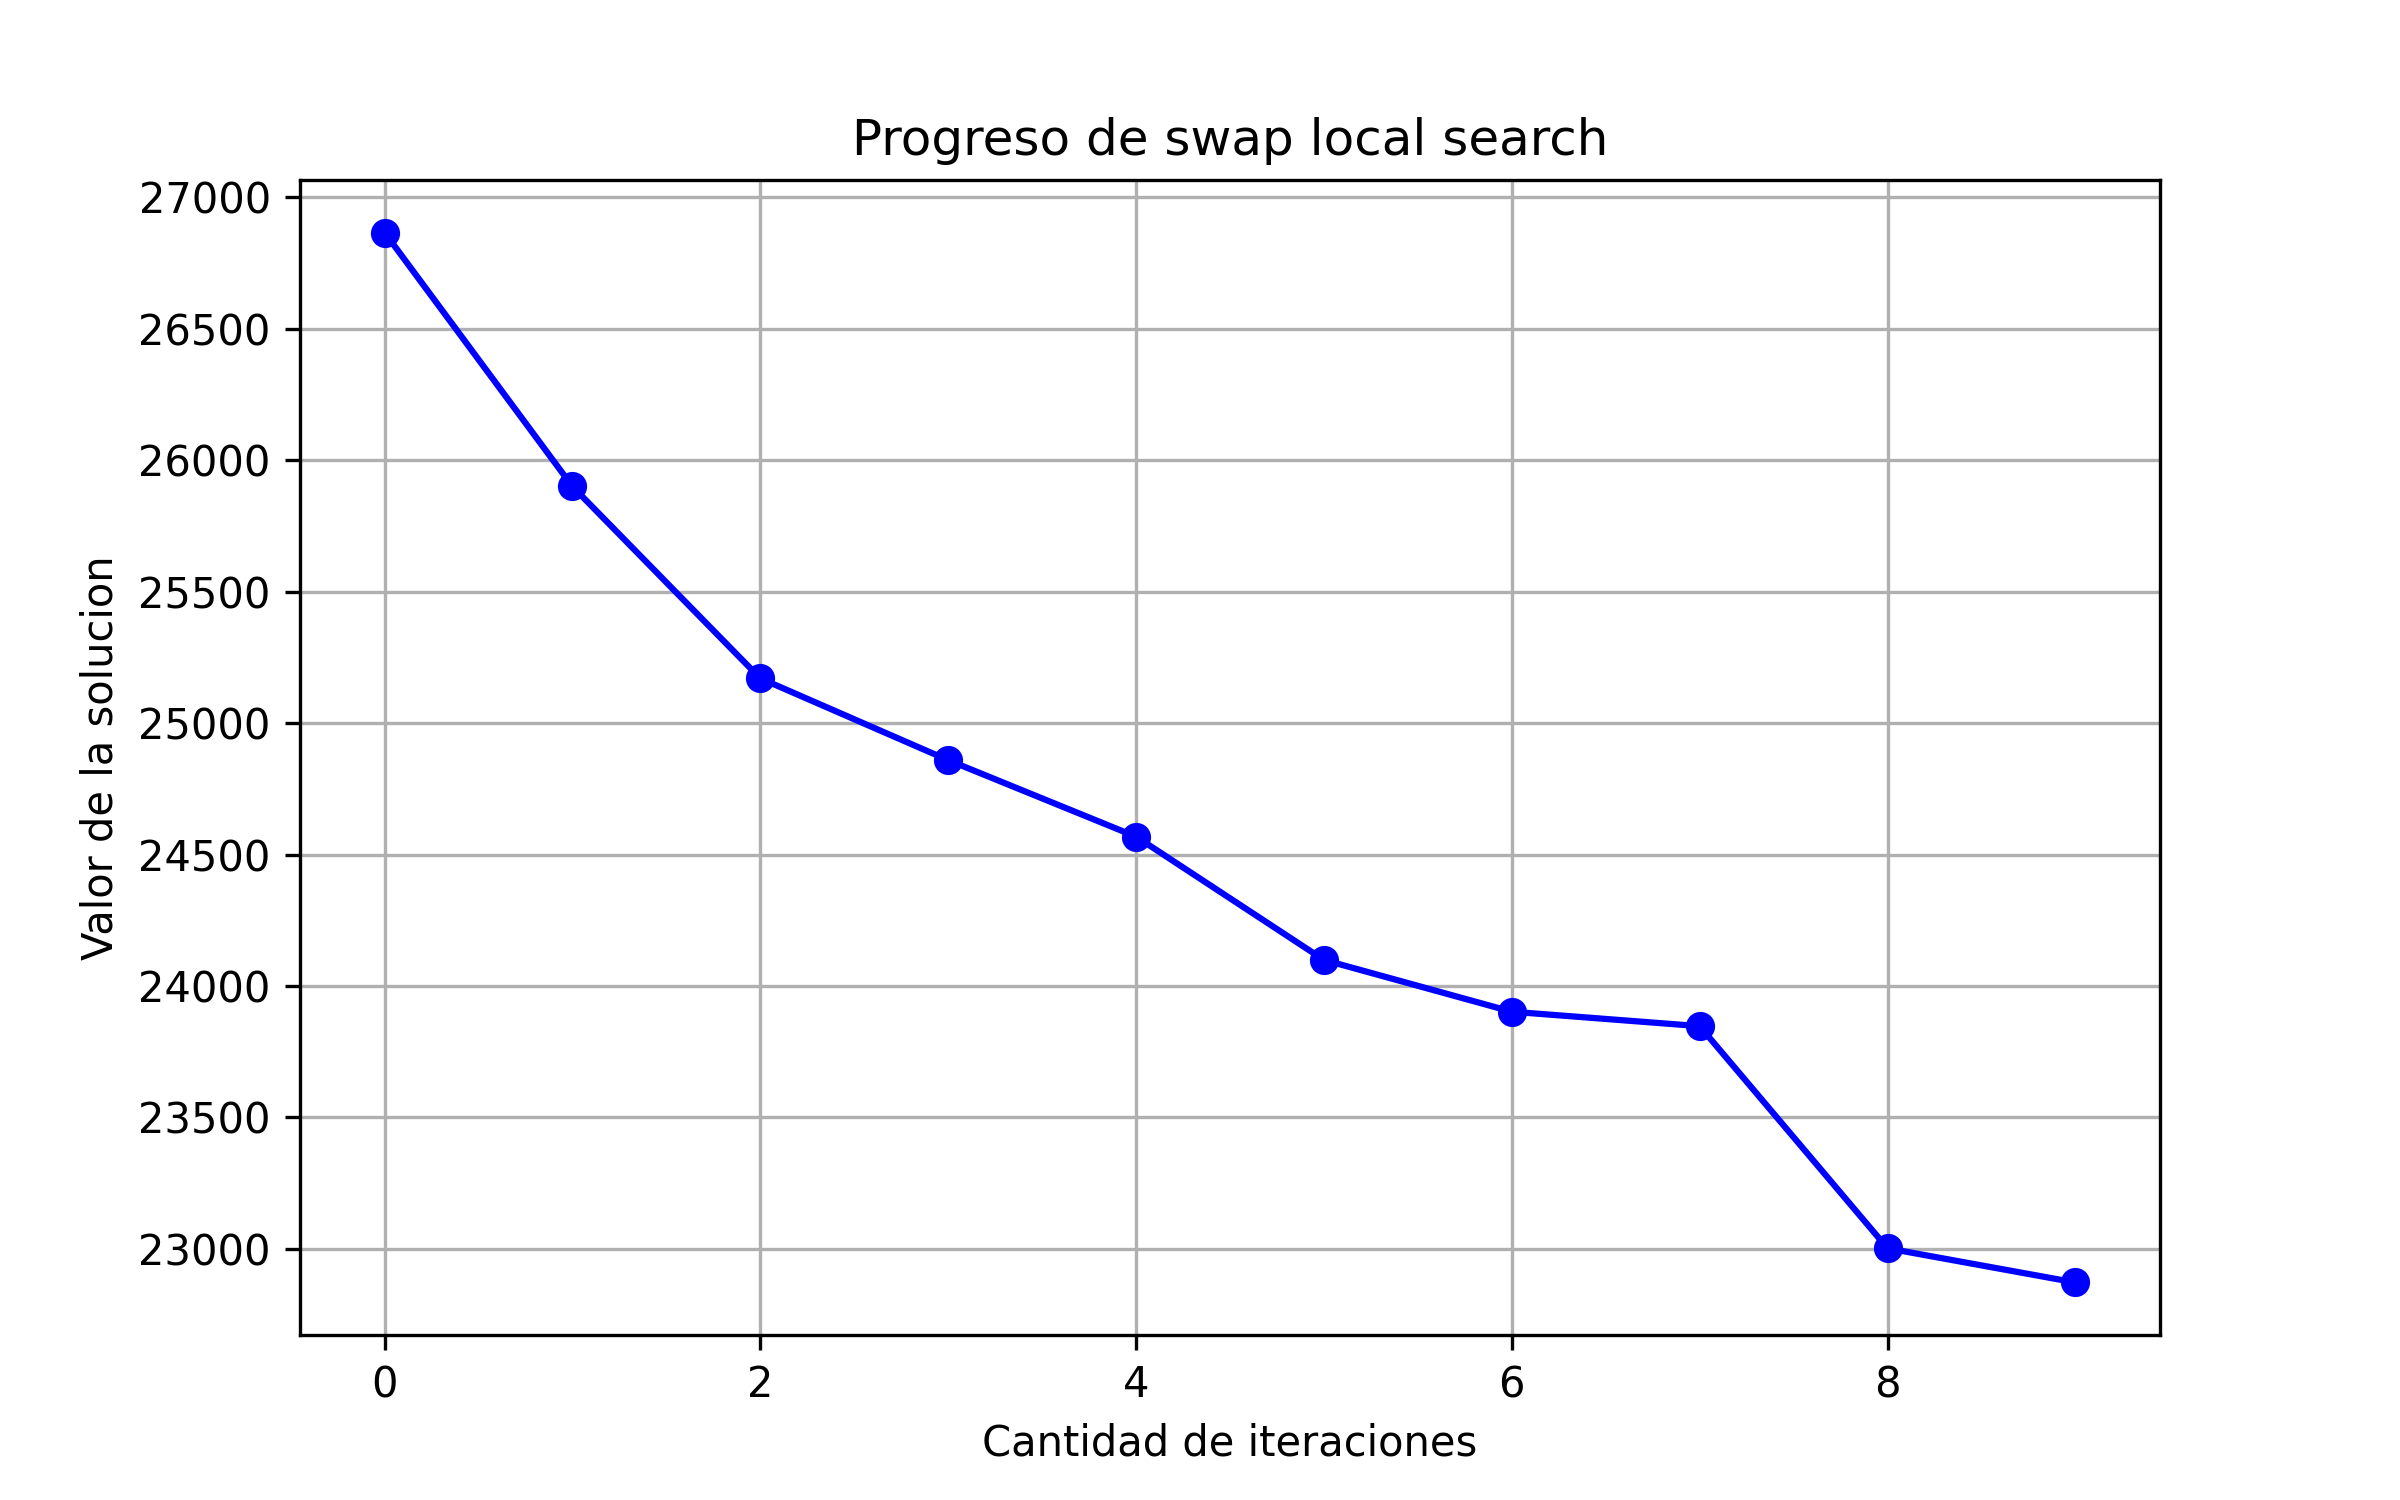 Progreso de swap local search
27000
26500
26000
25500
25000
24500
24000
23500
23000
Valor de la solucion
0 2 4 6 8
Cantidad de iteraciones